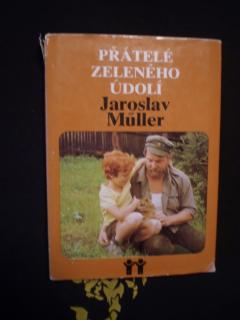 PŘÁTELÉ
ZELENÉHO
ÚDOLÍ
Jaroslav
Müller